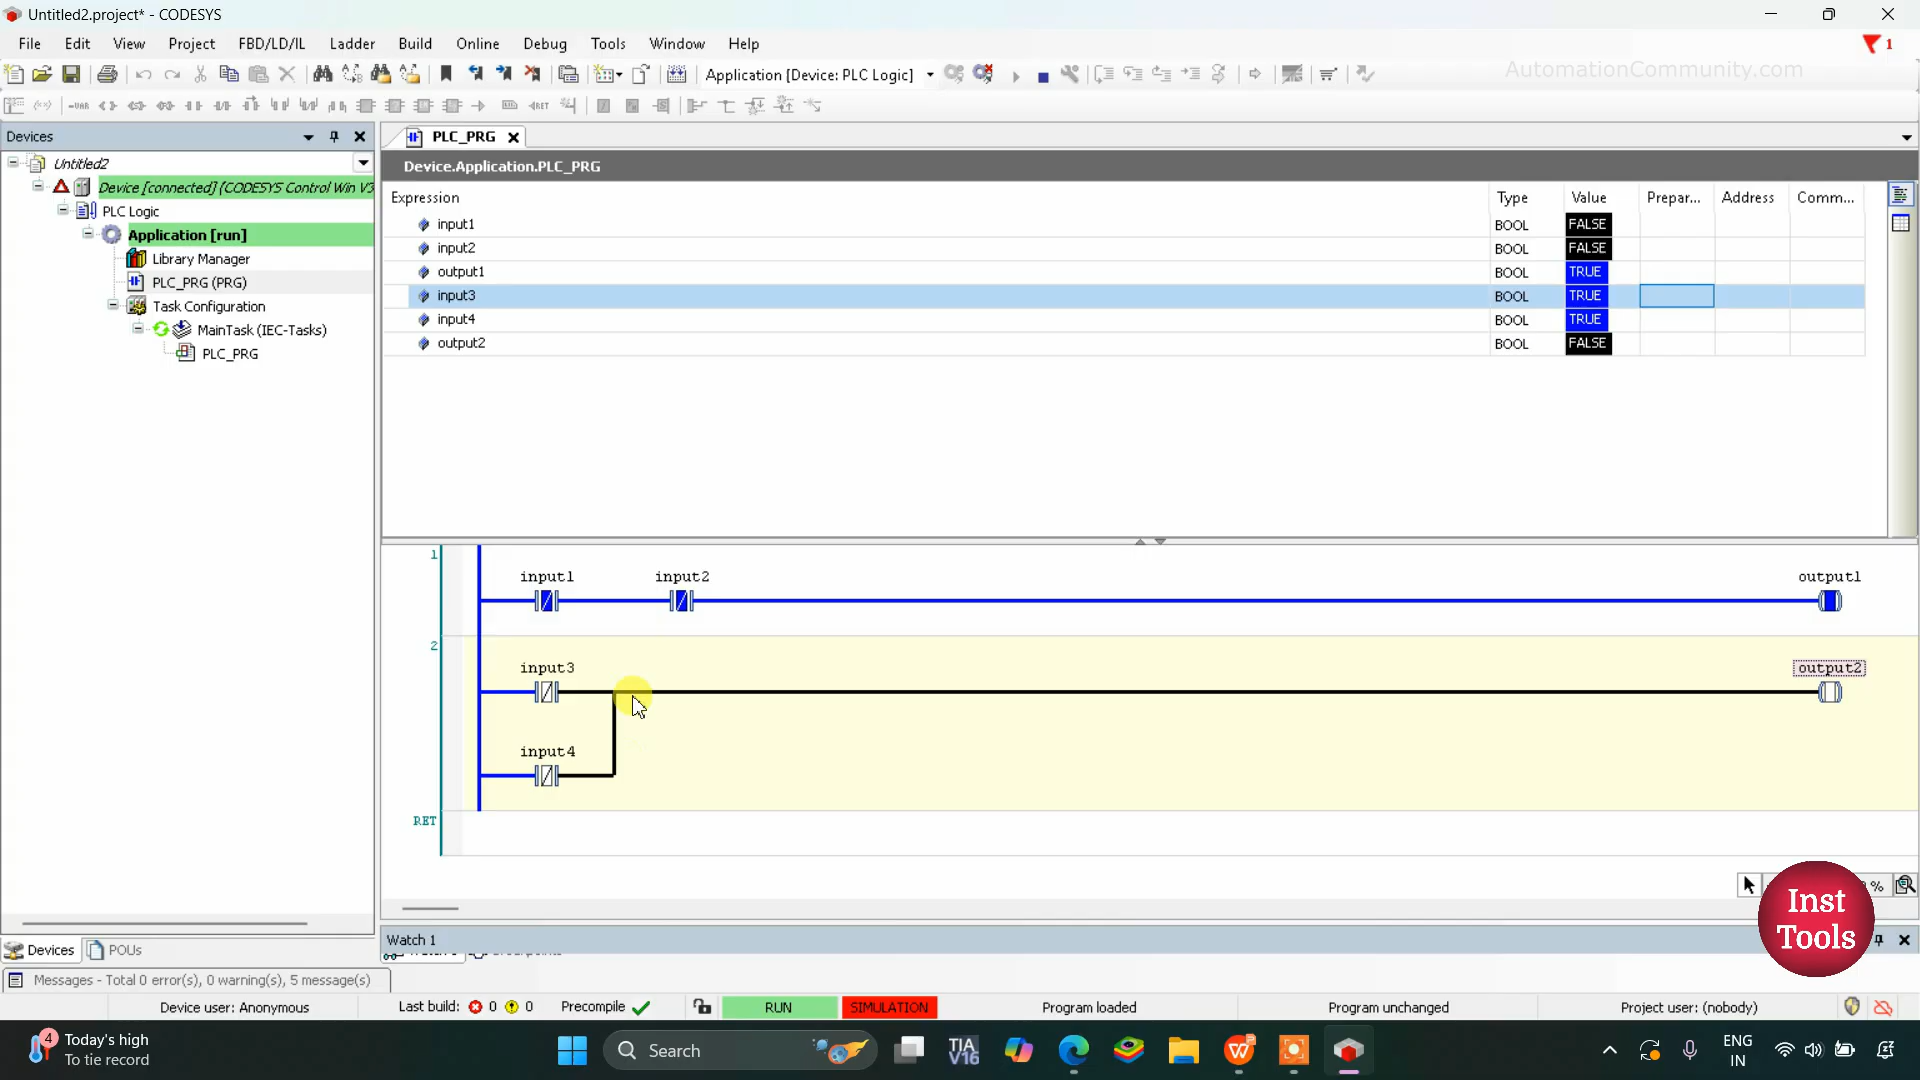 Untitled2.project* - CODESYS
File Edit View Project FBD/LD/IL Ladder Build Online Debug Tools Window Help
1
Application [Device: PLC Logic]
AutomationCommunity.com
Devices
PLC_PRG
Untitled2
Device.Application.PLC_PRG
Device [connected] (CODESYS Control Win V3
PLC Logic
Application [run]
Library Manager
PLC_PRG (PRG)
Task Configuration
MainTask (IEC-Tasks)
PLC_PRG
Expression Type Value Prepar... Address Comm...
input1 BOOL FALSE
input2 BOOL FALSE
output1 BOOL TRUE
input3 BOOL TRUE
input4 BOOL TRUE
output2 BOOL FALSE
1
input1 input2 output1
2
input3 output2
input4
RET
%
Inst
Tools
Watch 1
Devices POUs
Messages - Total 0 error(s), 0 warning(s), 5 message(s)
Device user: Anonymous Last build: 0 0 Precompile RUN SIMULATION Program loaded Program unchanged Project user: (nobody)
4
Today's high
To tie record
Search
TIA
V16
ENG
IN